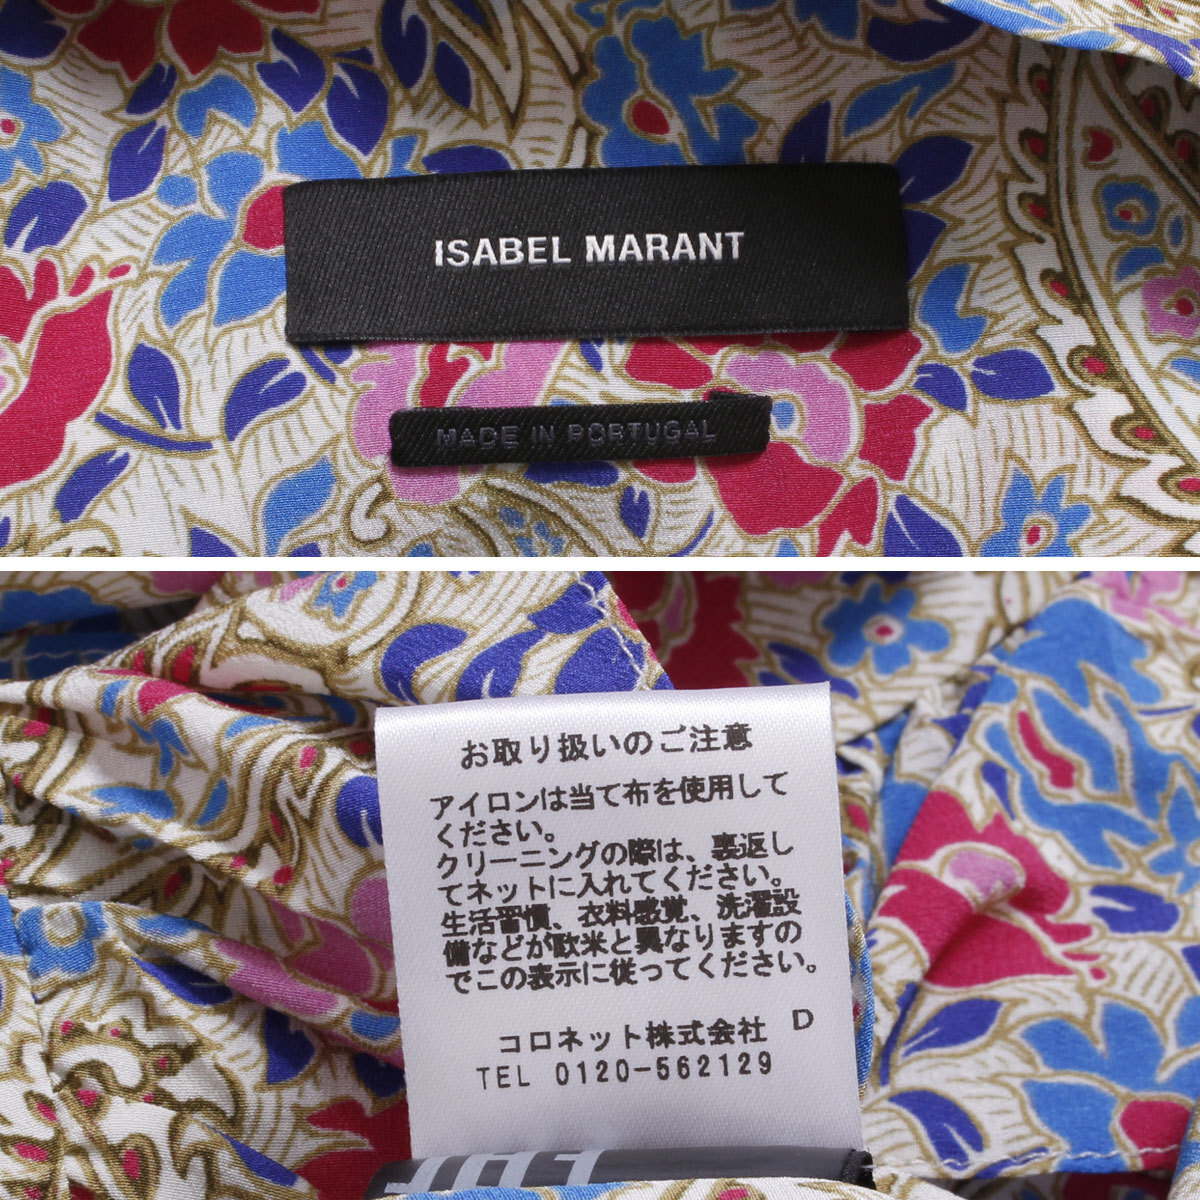 ISABEL MARANT
MADE IN PORTUGAL
お取り扱いのご注意
アイロンは当て布を使用して
ください。
クリーニングの際は、裏返し
てネットに入れてください。
生活習慣、衣料感覚、洗濯設
備などが欧米と異なりますの
でこの表示に従ってください。
コロネット株式会社 D
TEL 0120-562129